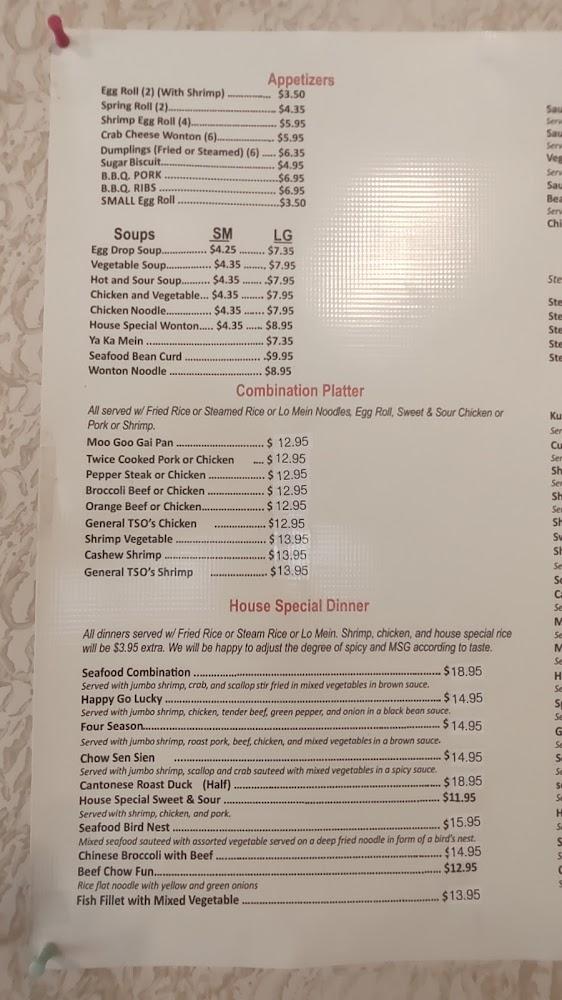 Appetizers
Egg Roll (2) (With Shrimp) ............... $3.50
Spring Roll (2)............................... $4.35
Shrimp Egg Roll (4)........................ $5.95
Crab Cheese Wonton (6)................. $5.95
Dumplings (Fried or Steamed) (6) .... $6.35
Sugar Biscuit................................. $4.95
B.B.Q. PORK ................................ $6.95
B.B.Q. RIBS ................................. $6.95
SMALL Egg Roll ............................ $3.50
Soups SM LG
Egg Drop Soup............... $4.25 ........ $7.35
Vegetable Soup............... $4.35 ....... $7.95
Hot and Sour Soup......... $4.35 ....... $7.95
Chicken and Vegetable... $4.35 ....... $7.95
Chicken Noodle............... $4.35 ....... $7.95
House Special Wonton..... $4.35 ...... $8.95
Ya Ka Mein ....................................... $7.35
Seafood Bean Curd ............................ $9.95
Wonton Noodle ................................ $8.95
Combination Platter
All served w/ Fried Rice or Steamed Rice or Lo Mein Noodles, Egg Roll, Sweet & Sour Chicken or
Pork or Shrimp.
Moo Goo Gai Pan ............................. $ 12.95
Twice Cooked Pork or Chicken .... $ 12.95
Pepper Steak or Chicken ................... $ 12.95
Broccoli Beef or Chicken ................... $ 12.95
Orange Beef or Chicken..................... $ 12.95
General TSO's Chicken ................. $12.95
Shrimp Vegetable .............................. $ 13.95
Cashew Shrimp .................................. $13.95
General TSO's Shrimp ................... $13.95
House Special Dinner
All dinners served w/ Fried Rice or Steam Rice or Lo Mein. Shrimp, chicken, and house special rice
will be $3.95 extra. We will be happy to adjust the degree of spicy and MSG according to taste.
Seafood Combination ............................................................ $18.95
Served with jumbo shrimp, crab, and scallop stir fried in mixed vegetables in brown sauce.
Happy Go Lucky .................................................................... $14.95
Served with jumbo shrimp, chicken, tender beef, green pepper, and onion in a black bean sauce.
Four Season........................................................................... $14.95
Served with jumbo shrimp, roast pork, beef, chicken, and mixed vegetables in a brown sauce.
Chow Sen Sien ................................................................ $14.95
Served with jumbo shrimp, scallop and crab sauteed with mixed vegetables in a spicy sauce.
Cantonese Roast Duck (Half) ................................................ $18.95
House Special Sweet & Sour .................................................. $11.95
Served with shrimp, chicken, and pork.
Seafood Bird Nest ................................................................. $15.95
Mixed seafood sauteed with assorted vegetable served on a deep fried noodle in form of a bird's nest.
Chinese Broccoli with Beef .................................................... $14.95
Beef Chow Fun....................................................................... $12.95
Rice flat noodle with yellow and green onions
Fish Fillet with Mixed Vegetable ............................................. $13.95